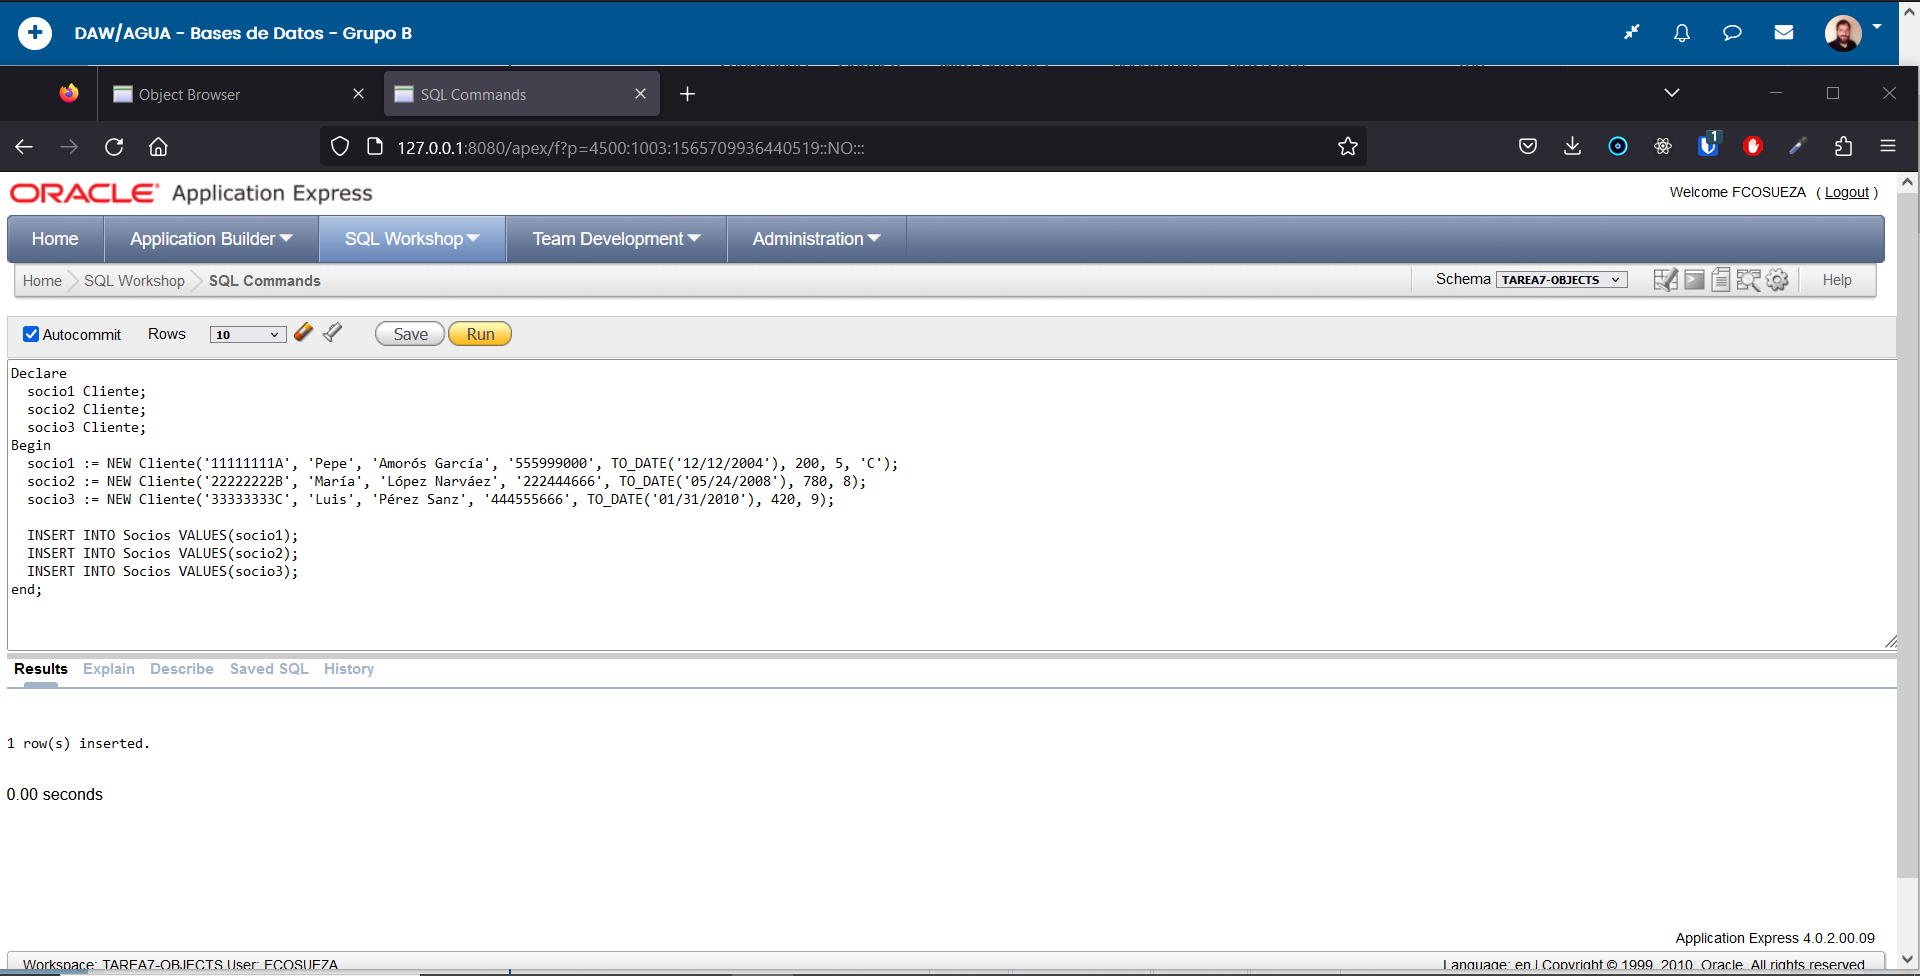 DAW/AGUA - Bases de Datos - Grupo B
Object Browser
SQL Commands
127.0.0.1:8080/apex/f?p=4500:1003:1565709936440519::NO:::
1
ORACLE Application Express
Welcome FCOSUEZA ( Logout )
Home Application Builder SQL Workshop Team Development Administration
Home SQL Workshop SQL Commands
Schema TAREA7-OBJECTS Help
Autocommit Rows 10 Save Run
Declare
socio1 Cliente;
socio2 Cliente;
socio3 Cliente;
Begin
socio1 := NEW Cliente('11111111A', 'Pepe', 'Amorós García', '555999000', TO_DATE('12/12/2004'), 200, 5, 'C');
socio2 := NEW Cliente('22222222B', 'María', 'López Narváez', '222444666', TO_DATE('05/24/2008'), 780, 8);
socio3 := NEW Cliente('33333333C', 'Luis', 'Pérez Sanz', '444555666', TO_DATE('01/31/2010'), 420, 9);
INSERT INTO Socios VALUES(socio1);
INSERT INTO Socios VALUES(socio2);
INSERT INTO Socios VALUES(socio3);
end;
Results Explain Describe Saved SQL History
1 row(s) inserted.
0.00 seconds
Application Express 4.0.2.00.09
Workspace: TAREA7-OBJECTS User: FCOSUEZA
Language: en | Copyright © 1999, 2010, Oracle. All rights reserved.